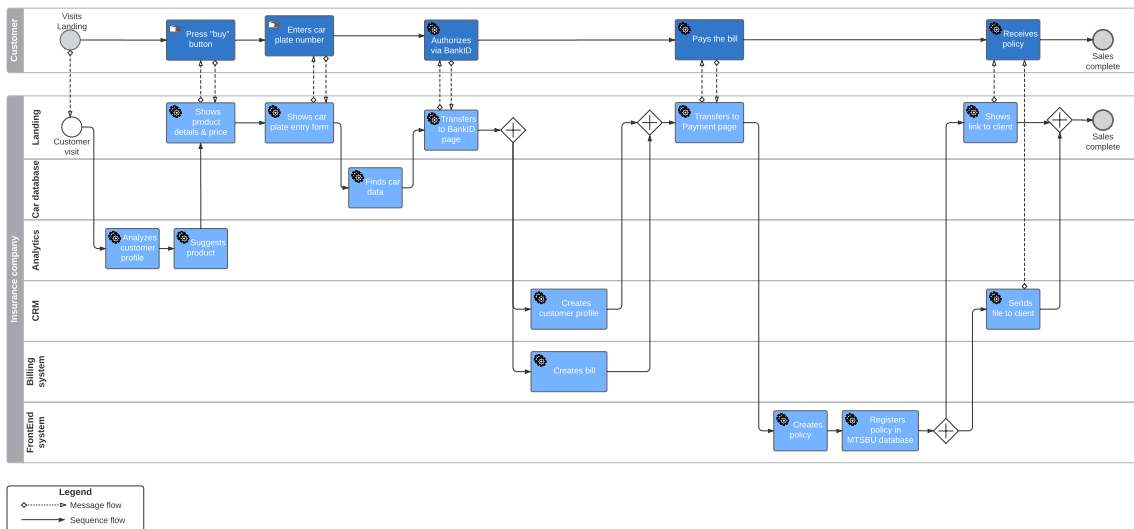 Visits
Landing
Customer
Press "buy"
button
Enters car
plate number
Authorizes
via BankID
Pays the bill
Receives
policy
Sales
complete
Insurance company
Landing
Customer
visit
Shows
product
details & price
Shows car
plate entry form
Transfers
to BankID
page
Transfers to
Payment page
Shows
link to client
Sales
complete
Car database
Finds car
data
Analytics
Analyzes
customer
profile
Suggests
product
CRM
Creates
customer profile
Sends
file to client
Billing
system
Creates bill
FrontEnd
system
Creates
policy
Registers
policy in
MTSBU database
Legend
Message flow
Sequence flow